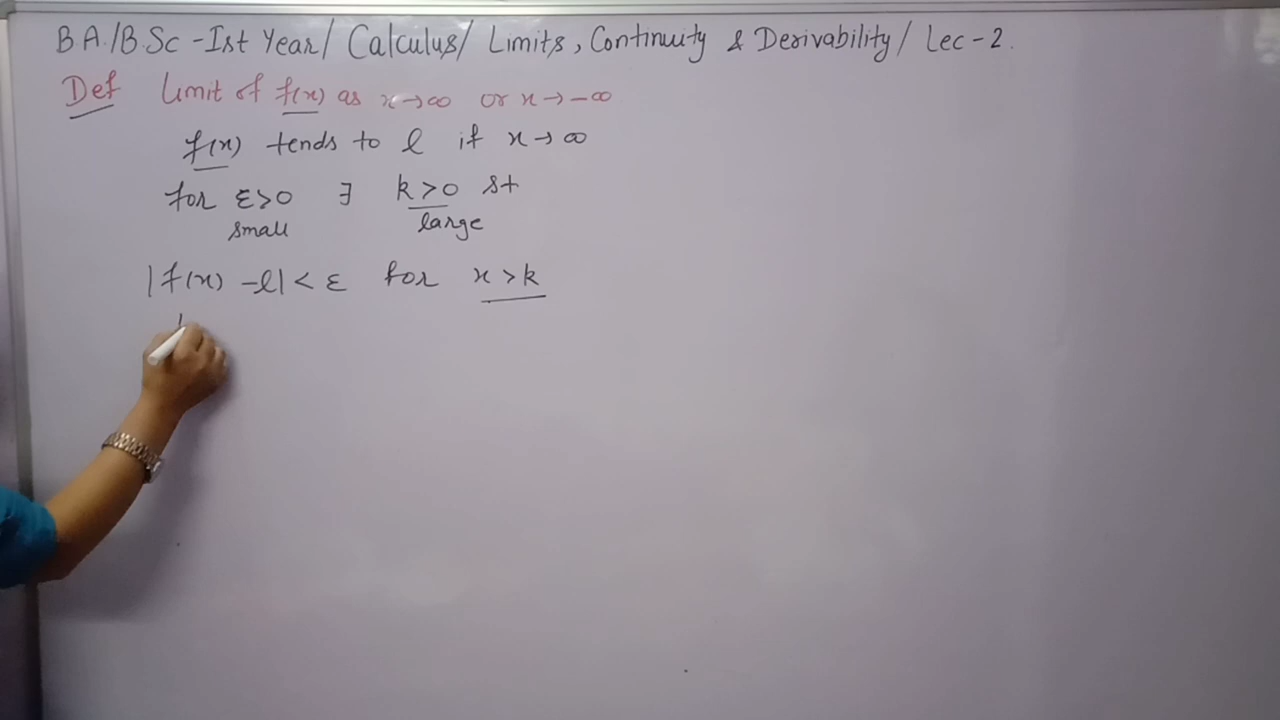 B.A./B.Sc - Ist Year/ Calculus/ Limits, Continuity & Derivability/ Lec-2.
Def Limit of f(x) as x→∞ or x→-∞
f(x) tends to l if x→∞
for ε>0 ∃ k>0 st
small large
|f(x) -l| < ε for x>k